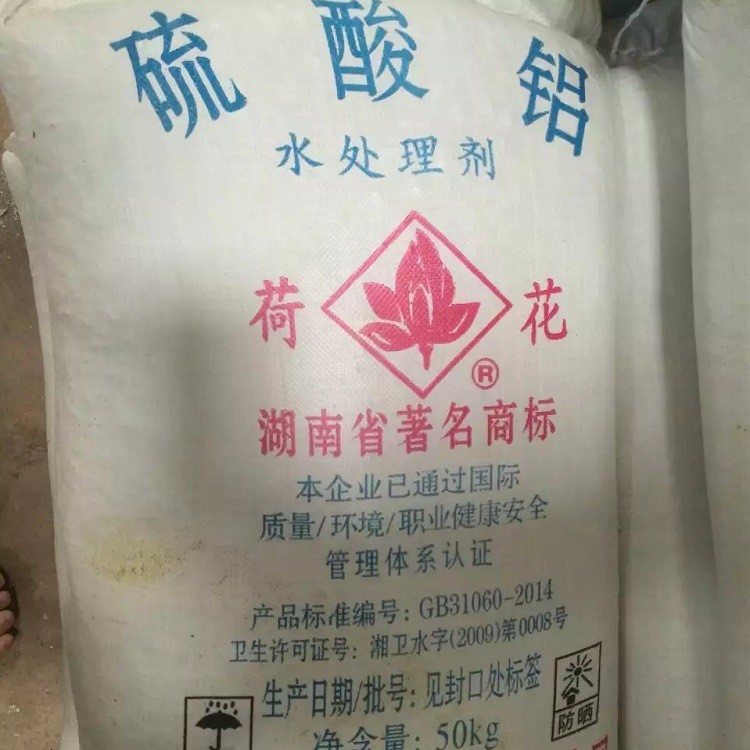 硫酸铝
水处理剂
荷 花
®
湖南省著名商标
本企业已通过国际
质量/环境/职业健康安全
管理体系认证
产品标准编号：GB31060-2014
卫生许可证号：湘卫水字(2009)第0008号
生产日期/批号：见封口处标签
净含量：50kg
防晒